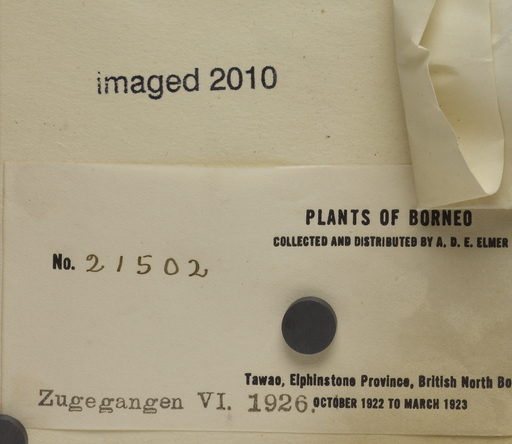 imaged 2010
PLANTS OF BORNEO
COLLECTED AND DISTRIBUTED BY A. D. E. ELMER
No. 21502
Tawao, Elphinstone Province, British North Bo
Zugegangen VI. 1926. OCTOBER 1922 TO MARCH 1923